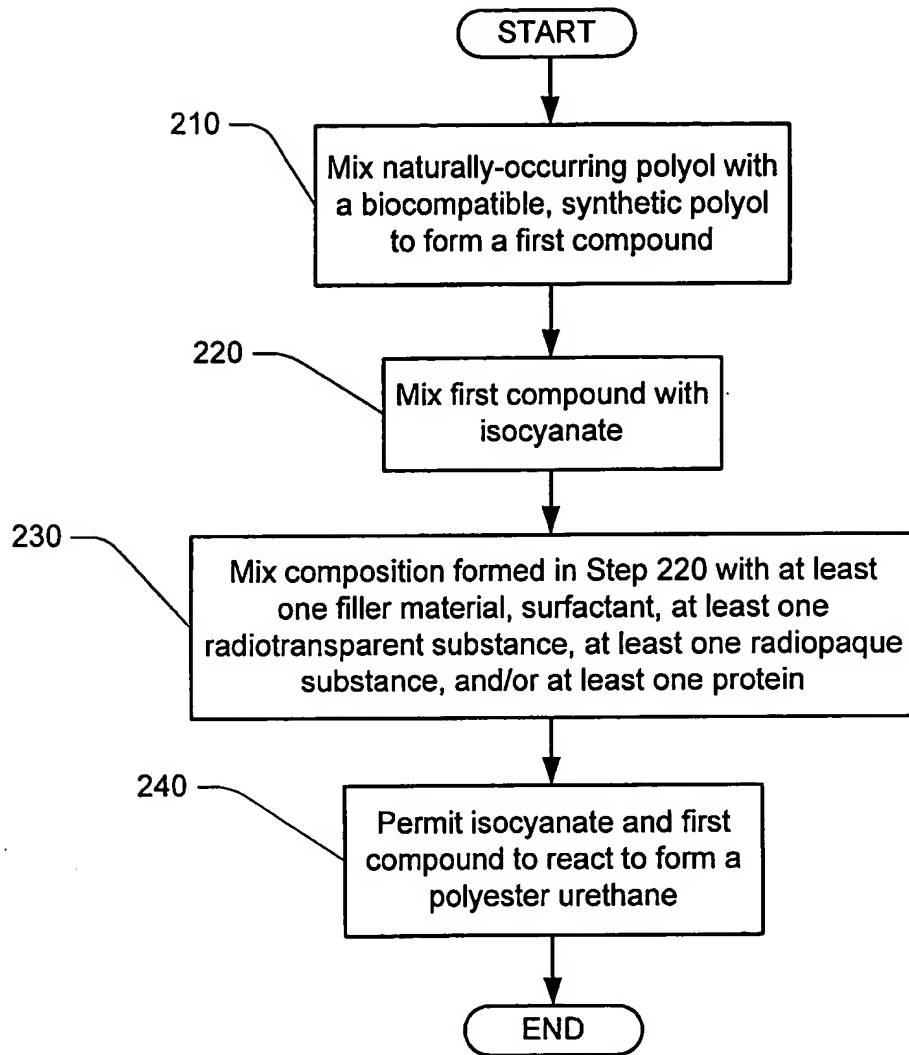 START
210
Mix naturally-occurring polyol with
a biocompatible, synthetic polyol
to form a first compound
220
Mix first compound with
isocyanate
230
Mix composition formed in Step 220 with at least
one filler material, surfactant, at least one
radiotransparent substance, at least one radiopaque
substance, and/or at least one protein
240
Permit isocyanate and first
compound to react to form a
polyester urethane
END